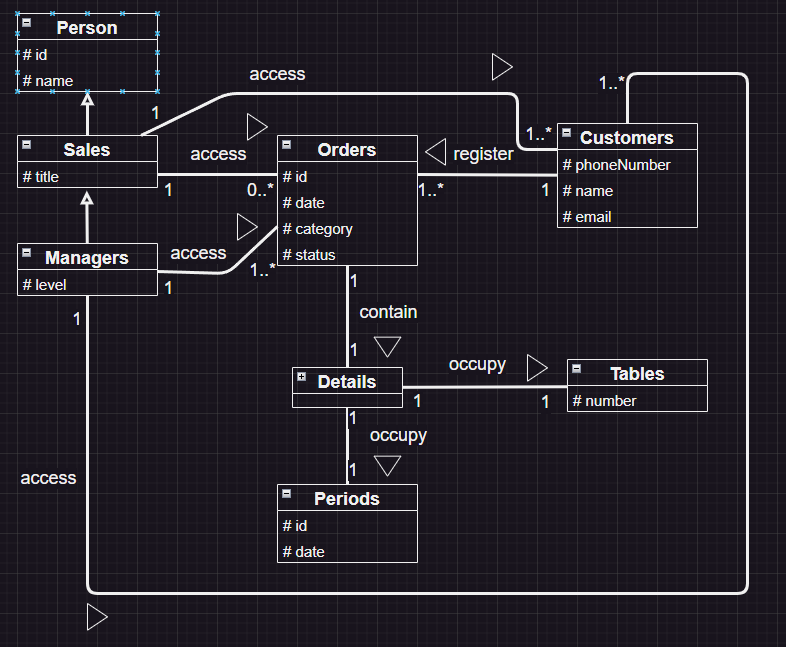 Person
# id
# name
access
1
1..*
Sales
# title
access
1
0..*
Orders
# id
# date
# category
# status
register
1..*
1
1..*
Customers
# phoneNumber
# name
# email
Managers
# level
access
1
1..*
1
1
contain
1
Details
occupy
1
1
Tables
# number
1
occupy
1
Periods
# id
# date
access